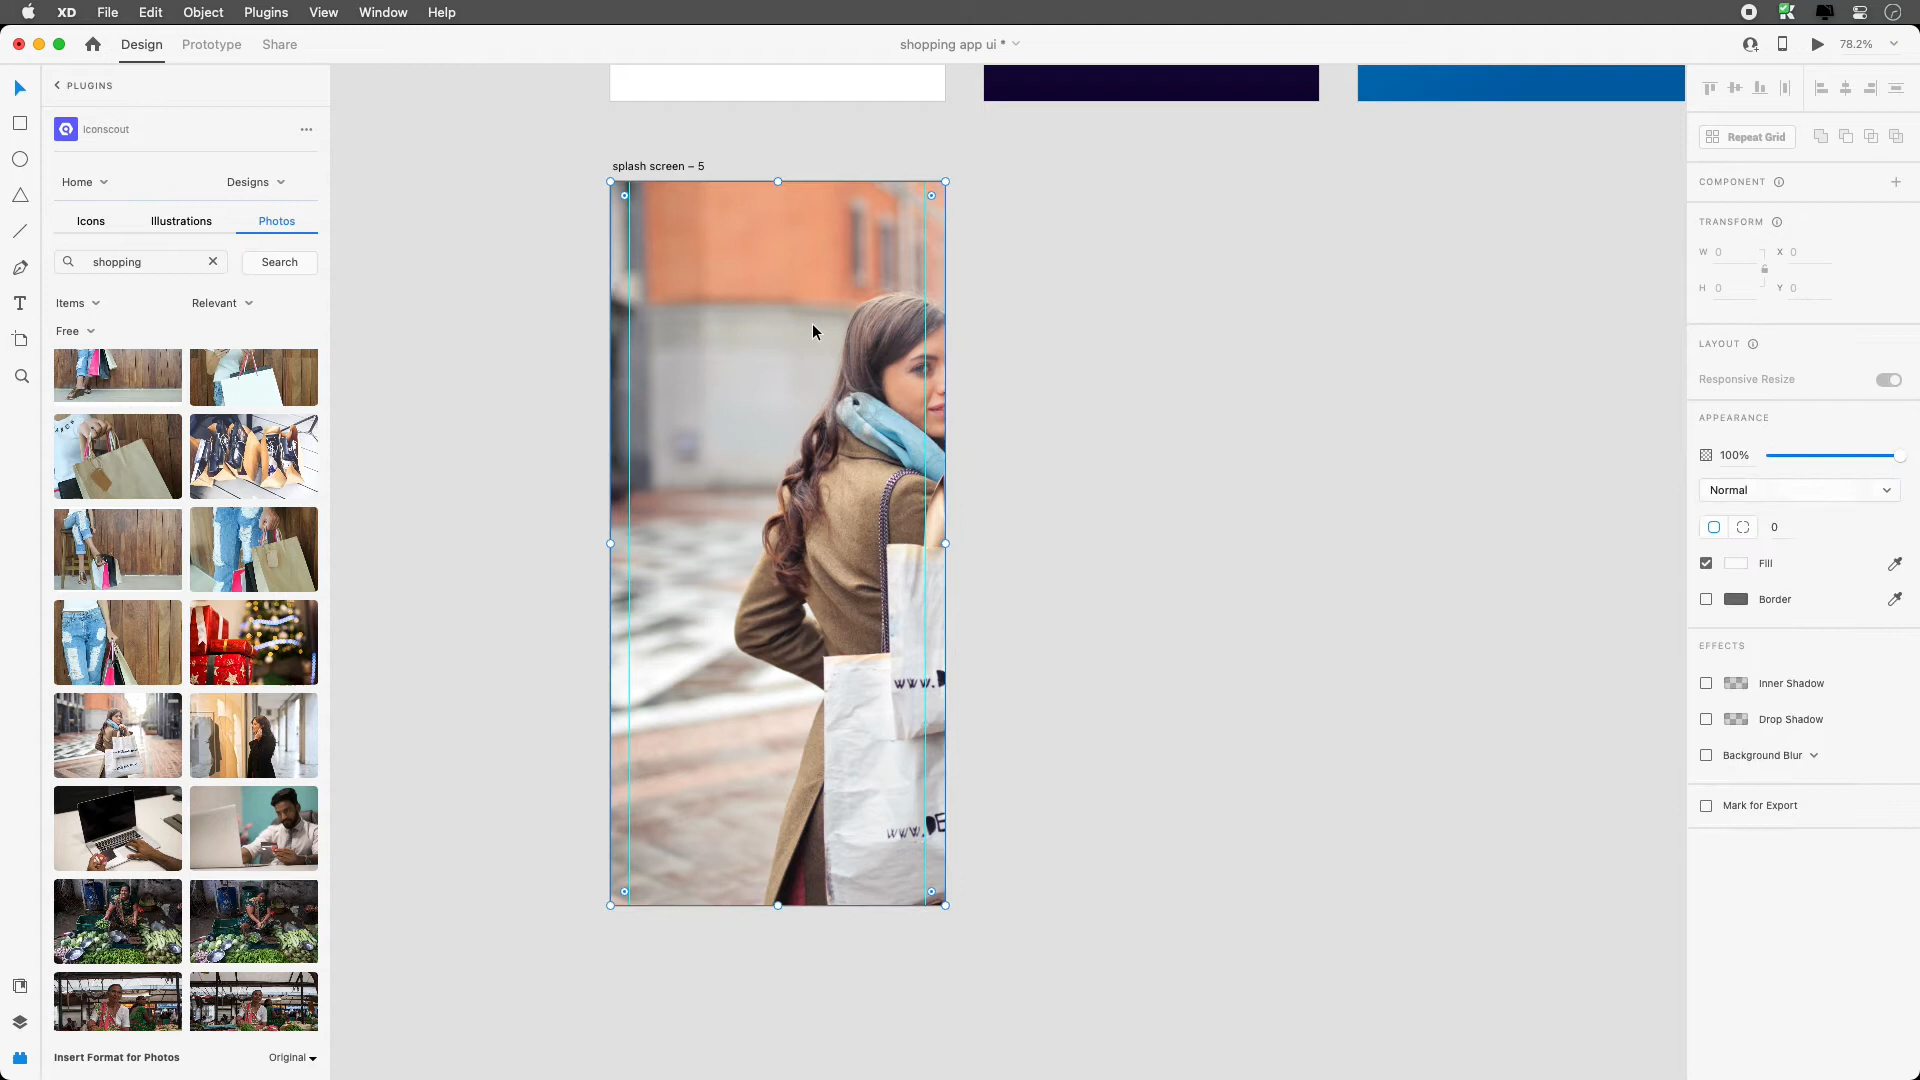 XD File Edit Object Plugins View Window Help
Design Prototype Share
shopping app ui *
78.2%
PLUGINS
Iconscout
Home Designs
Icons Illustrations Photos
shopping Search
Items Relevant
Free
Insert Format for Photos Original
splash screen – 5
www.D
www.DE
Repeat Grid
COMPONENT
TRANSFORM
W 0 X 0
H 0 Y 0
LAYOUT
Responsive Resize
APPEARANCE
100%
Normal
0
Fill
Border
EFFECTS
Inner Shadow
Drop Shadow
Background Blur
Mark for Export